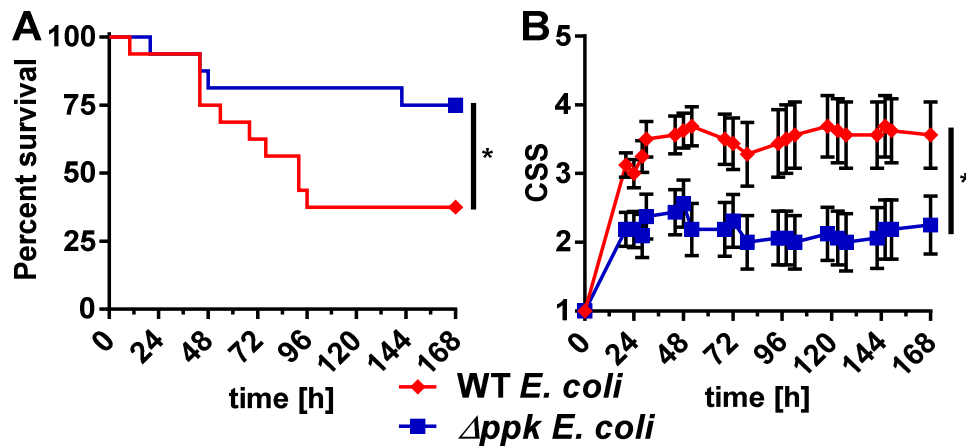 A
Percent survival
100
75
50
25
0
0 24 48 72 96 120 144 168
time [h]
*
B
CSS
5
4
3
2
1
0 24 48 72 96 120 144 168
time [h]
*
WT E. coli
Δppk E. coli